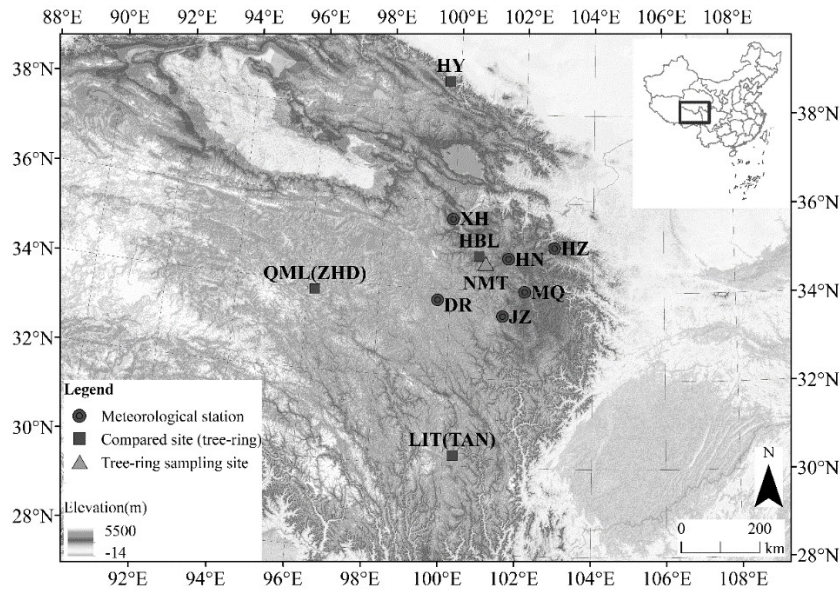 88°E 90°E 92°E 94°E 96°E 98°E 100°E 102°E 104°E 106°E 108°E
38°N
HY
38°N
36°N
36°N
XH
HBL
HZ
34°N
HN
QML(ZHD)
NMT
34°N
MQ
DR
JZ
32°N
32°N
Legend
Meteorological station
Compared site (tree-ring)
Tree-ring sampling site
30°N
LIT(TAN)
30°N
N
Elevation(m)
5500
-14
28°N
0 200
km
28°N
92°E 94°E 96°E 98°E 100°E 102°E 104°E 106°E 108°E